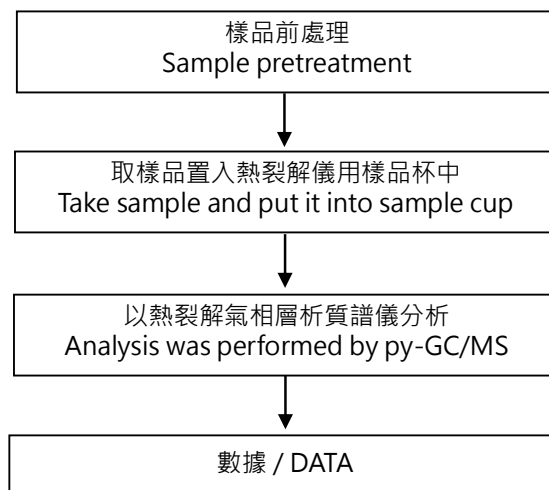 樣品前處理
Sample pretreatment
取樣品置入熱裂解儀用樣品杯中
Take sample and put it into sample cup
以熱裂解氣相層析質譜儀分析
Analysis was performed by py-GC/MS
數據 / DATA